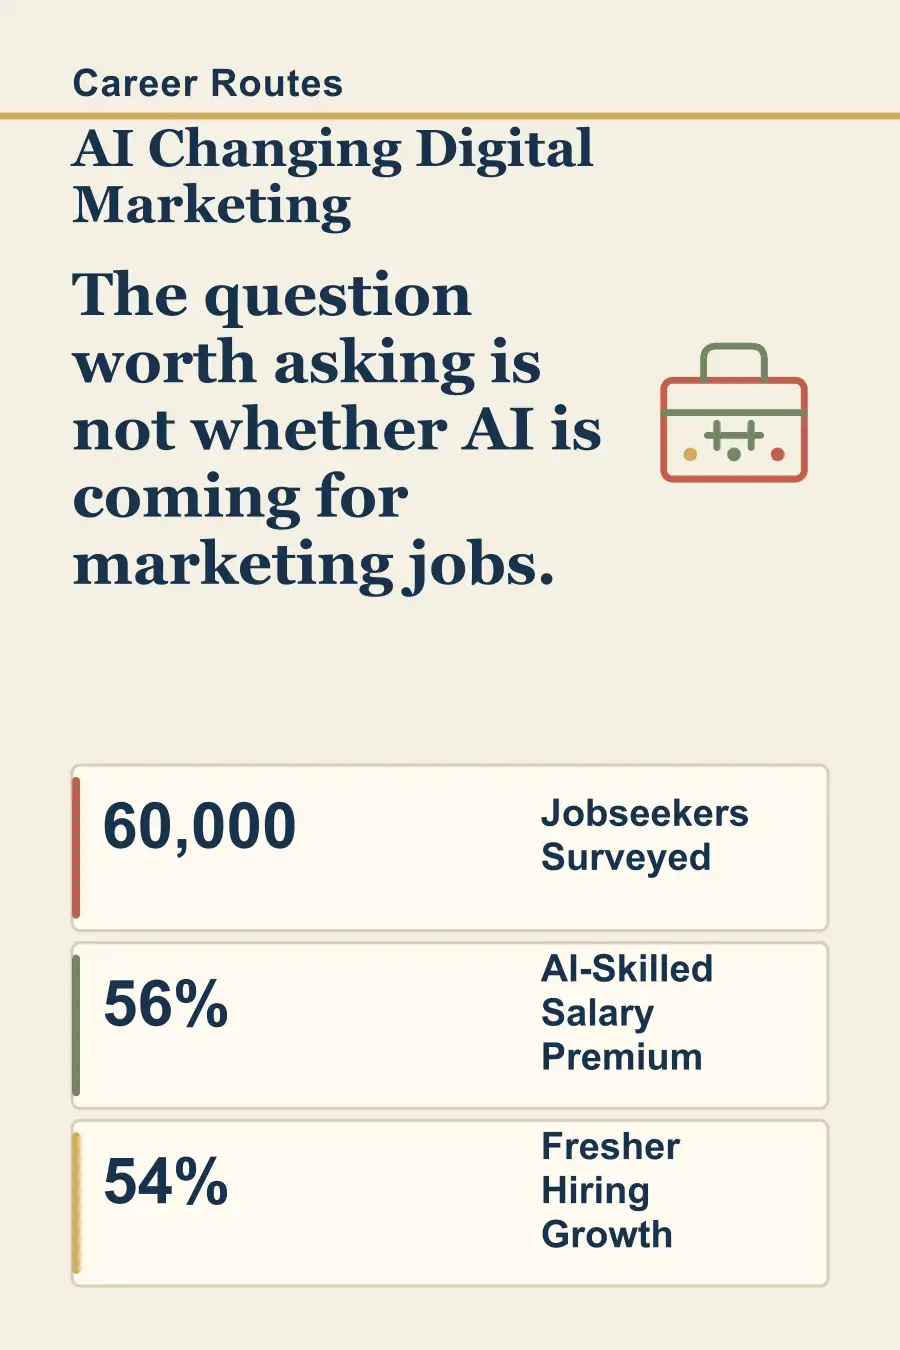 Career Routes
AI Changing Digital
Marketing
The question
worth asking is
not whether AI is
coming for
marketing jobs.
60,000
Jobseekers
Surveyed
56%
AI-Skilled
Salary
Premium
54%
Fresher
Hiring
Growth